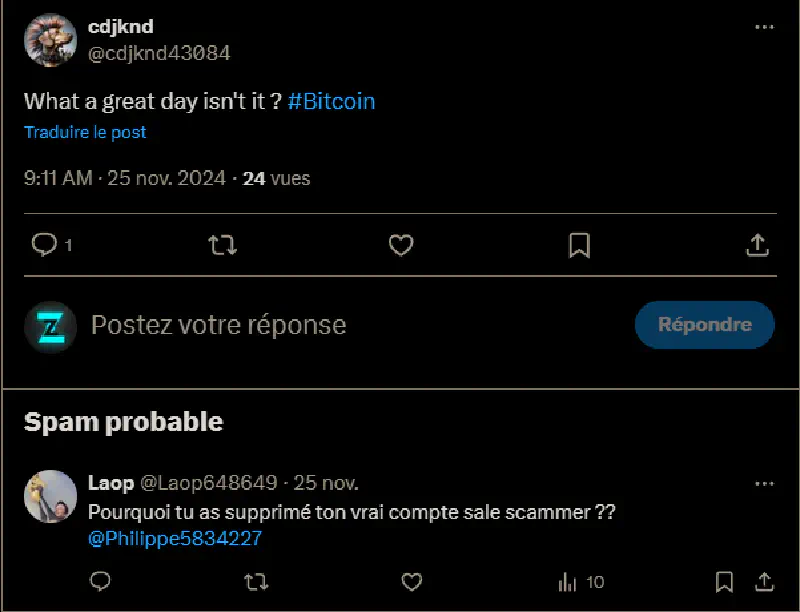 cdjknd
@cdjknd43084
What a great day isn't it ? #Bitcoin
Traduire le post
9:11 AM · 25 nov. 2024 · 24 vues
1
Postez votre réponse
Répondre
Spam probable
Laop @Laop648649 · 25 nov.
Pourquoi tu as supprimé ton vrai compte sale scammer ??
@Philippe5834227
10